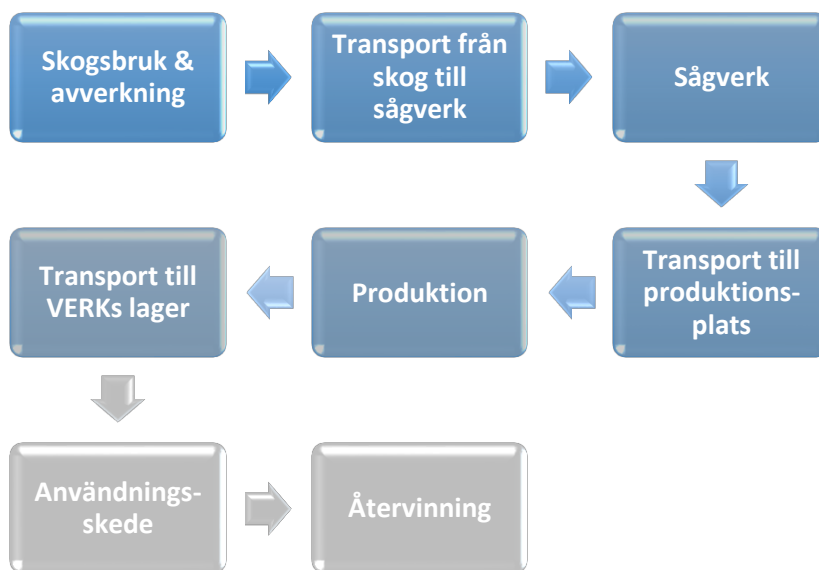 Skogsbruk &
avverkning
Transport från
skog till
sågverk
Sågverk
Transport till
produktions-
plats
Produktion
Transport till
VERKs lager
Användnings-
skede
Återvinning